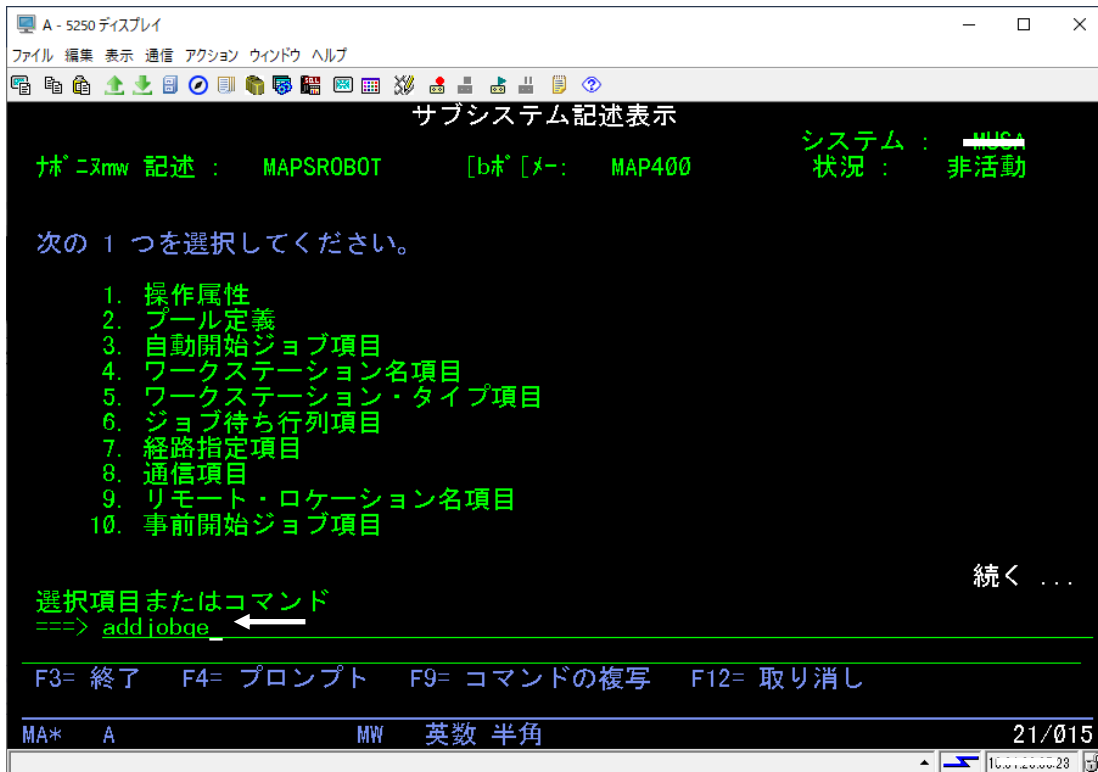 A - 5250 ディスプレイ
ファイル 編集 表示 通信 アクション ウィンドウ ヘルプ
サブシステム記述表示
システム :
ｻﾎﾞﾆﾇmw 記述 : MAPSROBOT [bﾎﾞ[ﾒｰ: MAP400 状況 : 非活動
次の 1 つを選択してください。
1. 操作属性
2. プール定義
3. 自動開始ジョブ項目
4. ワークステーション名項目
5. ワークステーション・タイプ項目
6. ジョブ待ち行列項目
7. 経路指定項目
8. 通信項目
9. リモート・ロケーション名項目
10. 事前開始ジョブ項目
続く ...
選択項目またはコマンド
===> addjobqe
F3= 終了 F4= プロンプト F9= コマンドの複写 F12= 取り消し
MA* A MW 英数 半角 21/015